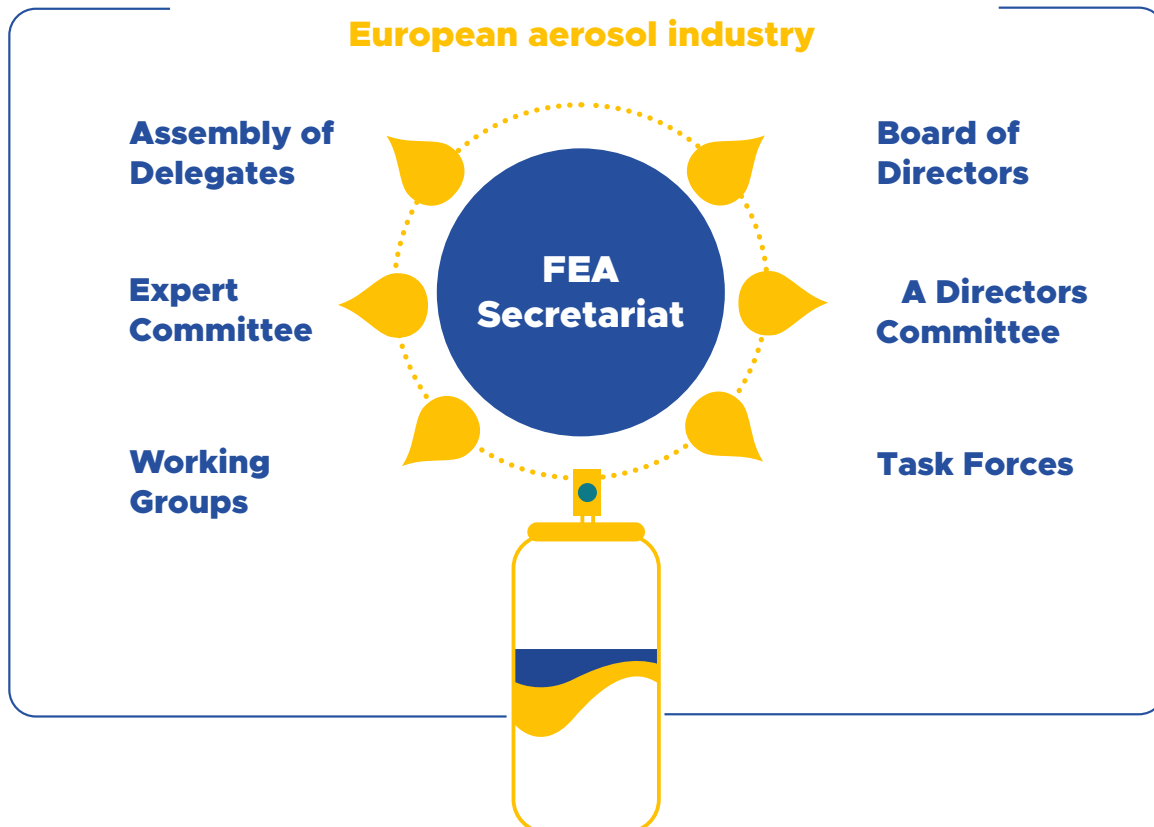 European aerosol industry
Assembly of
Delegates
Board of
Directors
FEA
Secretariat
Expert
Committee
A Directors
Committee
Working
Groups
Task Forces